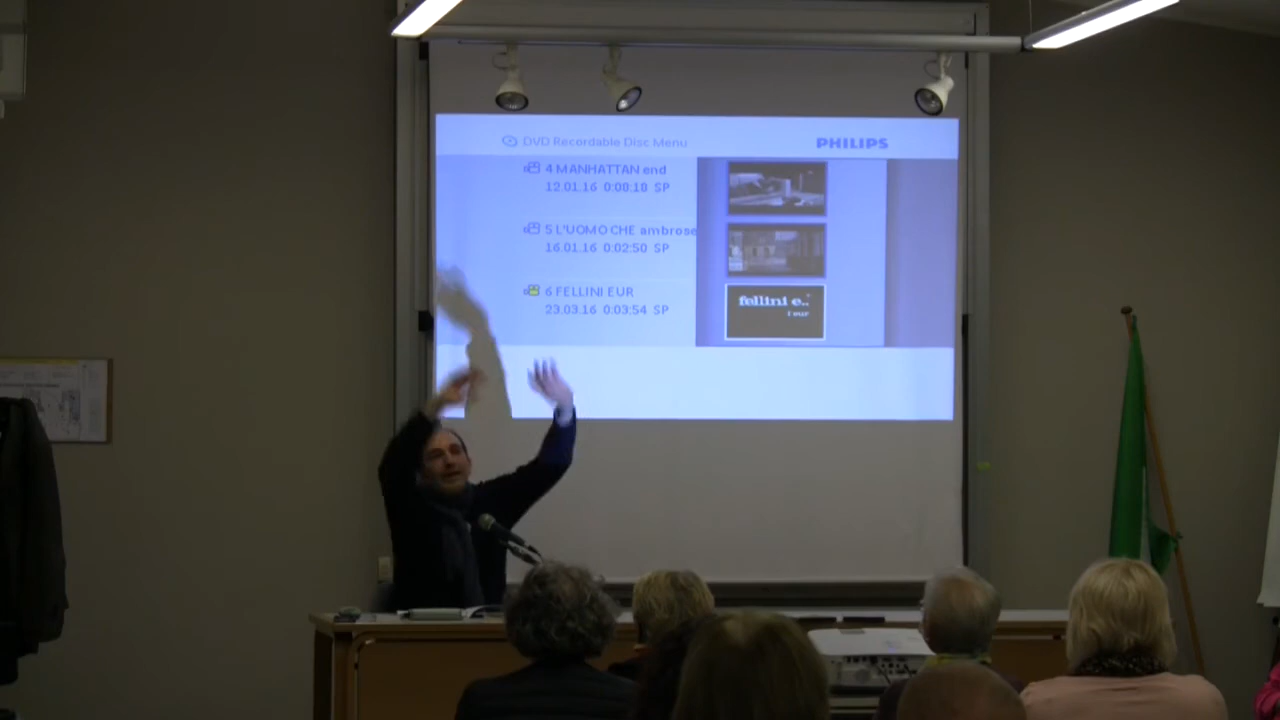 DVD Recordable Disc Menu
PHILIPS
4 MANHATTAN end
12.01.16 0:00:10 SP
5 L'UOMO CHE ambrose
16.01.16 0:02:50 SP
6 FELLINI EUR
23.03.16 0:03:54 SP
fellini e..
l eur